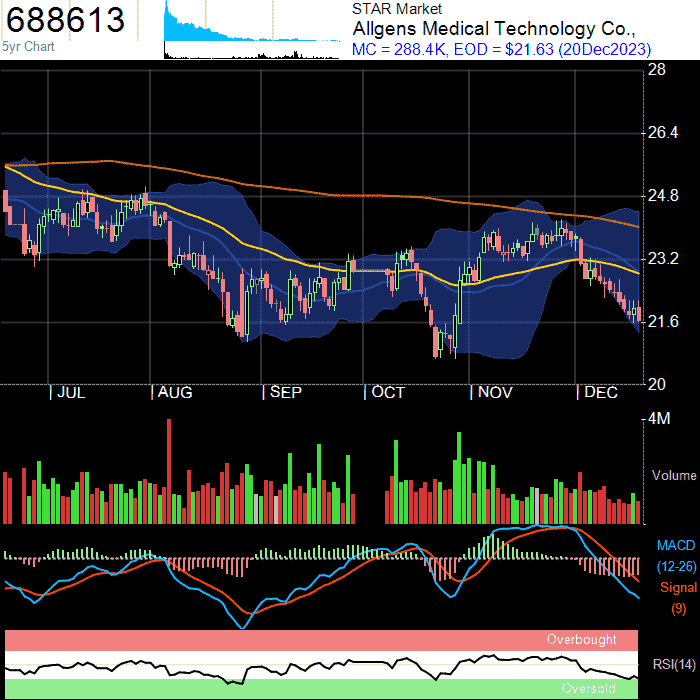 688613
5yr Chart
STAR Market
Allgens Medical Technology Co.,
MC = 288.4K, EOD = $21.63 (20Dec2023)
28
26.4
24.8
23.2
21.6
20
| JUL | AUG | SEP | OCT | NOV | DEC
4M
Volume
MACD
(12-26)
Signal
(9)
Overbought
RSI(14)
Oversold